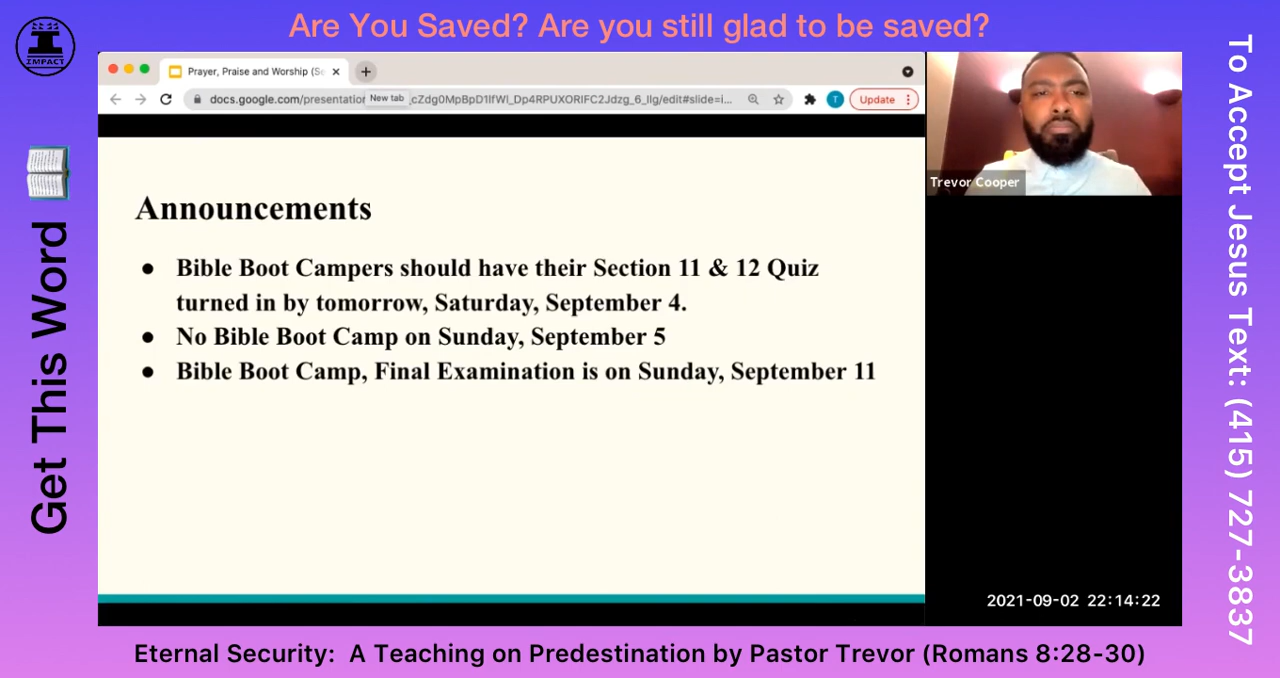 Are You Saved? Are you still glad to be saved?
IMPACT
Get This Word
Prayer, Praise and Worship (Se
docs.google.com/presentation
New tab
cZdg0MpBpD1lfWl_Dp4RPUXORIFC2Jdzg_6_llg/edit#slide=i...
T
Update
Announcements
● Bible Boot Campers should have their Section 11 & 12 Quiz
turned in by tomorrow, Saturday, September 4.
● No Bible Boot Camp on Sunday, September 5
● Bible Boot Camp, Final Examination is on Sunday, September 11
Trevor Cooper
2021-09-02 22:14:22
To Accept Jesus Text: (415) 727-3837
Eternal Security: A Teaching on Predestination by Pastor Trevor (Romans 8:28-30)